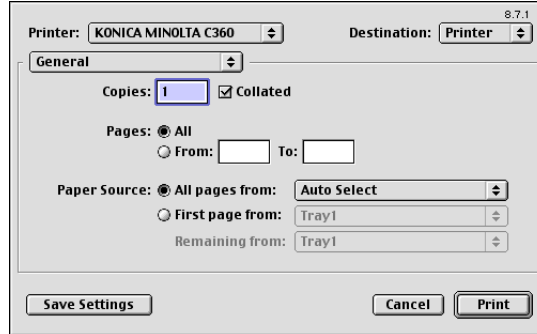 8.7.1
Printer: KONICA MINOLTA C360 Destination: Printer
General
Copies: 1 Collated
Pages: All
From: To:
Paper Source: All pages from: Auto Select
First page from: Tray1
Remaining from: Tray1
Save Settings Cancel Print